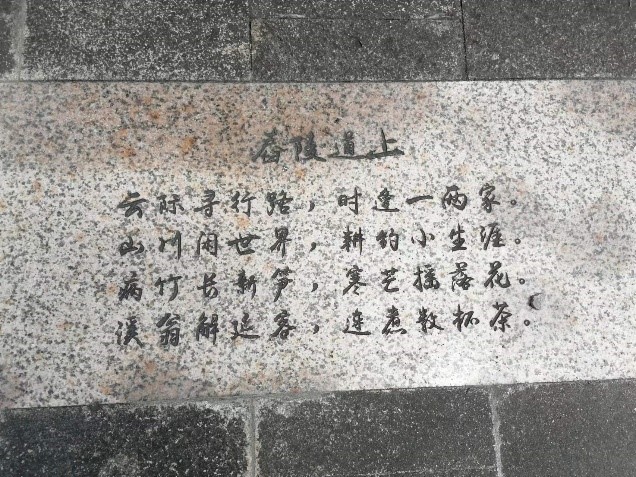 舂陵道上
云际寻行路，时逢一两家。
山川闲世界，耕钓小生涯。
病竹长新笋，寒芝摇落花。
溪翁解延客，连煮数杯茶。